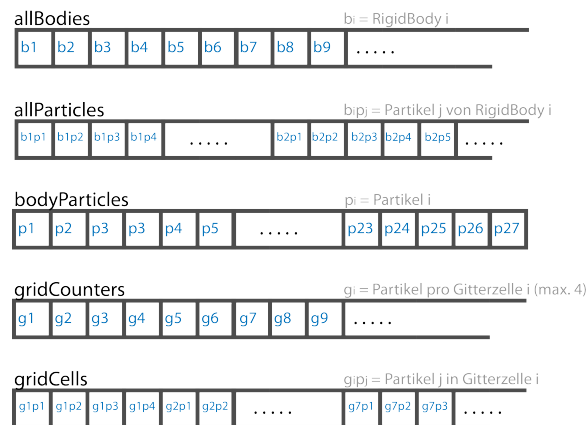 allBodies bi = RigidBody i
b1 b2 b3 b4 b5 b6 b7 b8 b9 .....
allParticles bipj = Partikel j von RigidBody i
b1p1 b1p2 b1p3 b1p4 ..... b2p1 b2p2 b2p3 b2p4 b2p5 .....
bodyParticles pi = Partikel i
p1 p2 p3 p3 p4 p5 ..... p23 p24 p25 p26 p27
gridCounters gi = Partikel pro Gitterzelle i (max. 4)
g1 g2 g3 g4 g5 g6 g7 g8 g9 .....
gridCells gipj = Partikel j in Gitterzelle i
g1p1 g1p2 g1p3 g1p4 g2p1 g2p2 ..... g7p1 g7p2 g7p3 .....